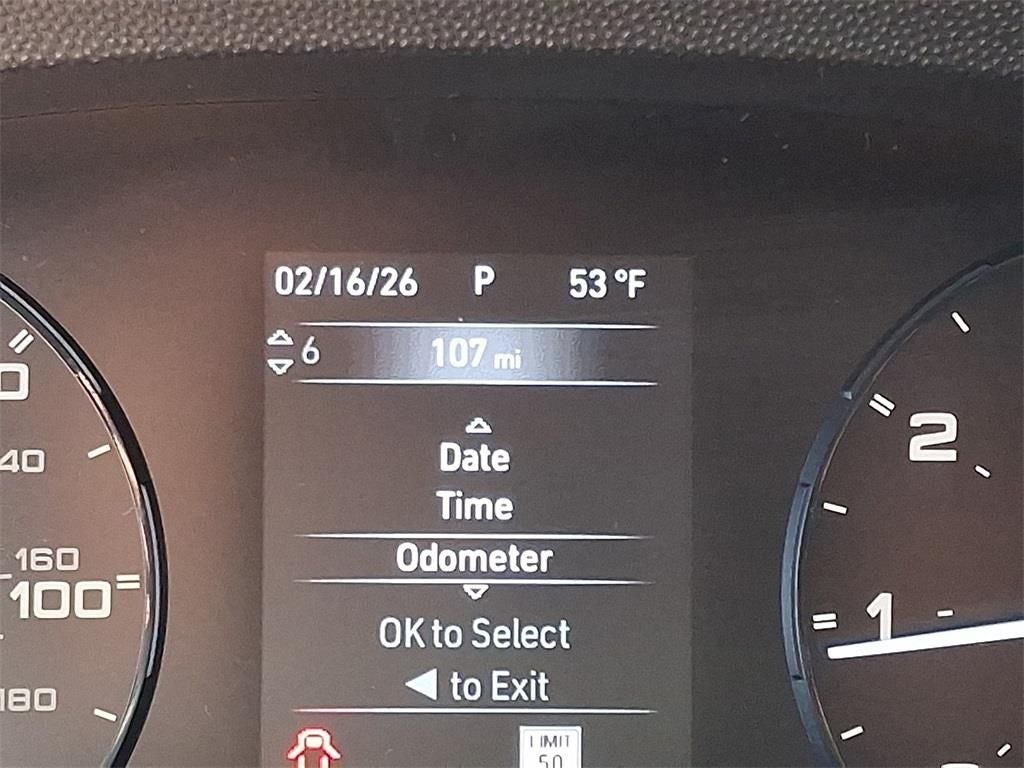 02/16/26 P 53 °F
6 107 mi
Date
Time
Odometer
OK to Select
to Exit
LIMIT
50
40
160
100
180
2
1